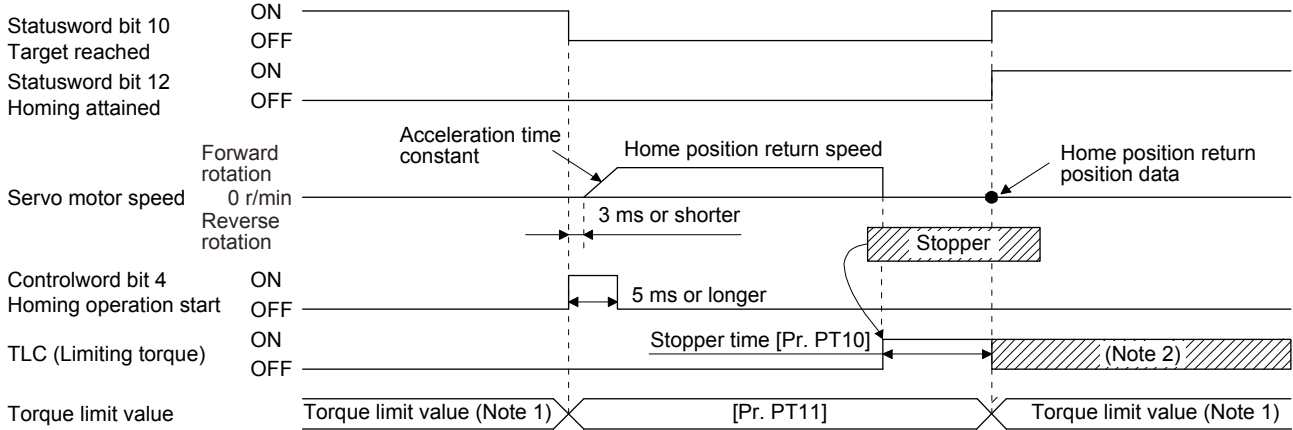 Statusword bit 10
Target reached
ON
OFF
Statusword bit 12
Homing attained
ON
OFF
Acceleration time
constant
Home position return speed
Home position return
position data
Servo motor speed
Forward
rotation
0 r/min
Reverse
rotation
3 ms or shorter
Stopper
Controlword bit 4
Homing operation start
ON
OFF
5 ms or longer
TLC (Limiting torque)
ON
OFF
Stopper time [Pr. PT10]
(Note 2)
Torque limit value
Torque limit value (Note 1)
[Pr. PT11]
Torque limit value (Note 1)